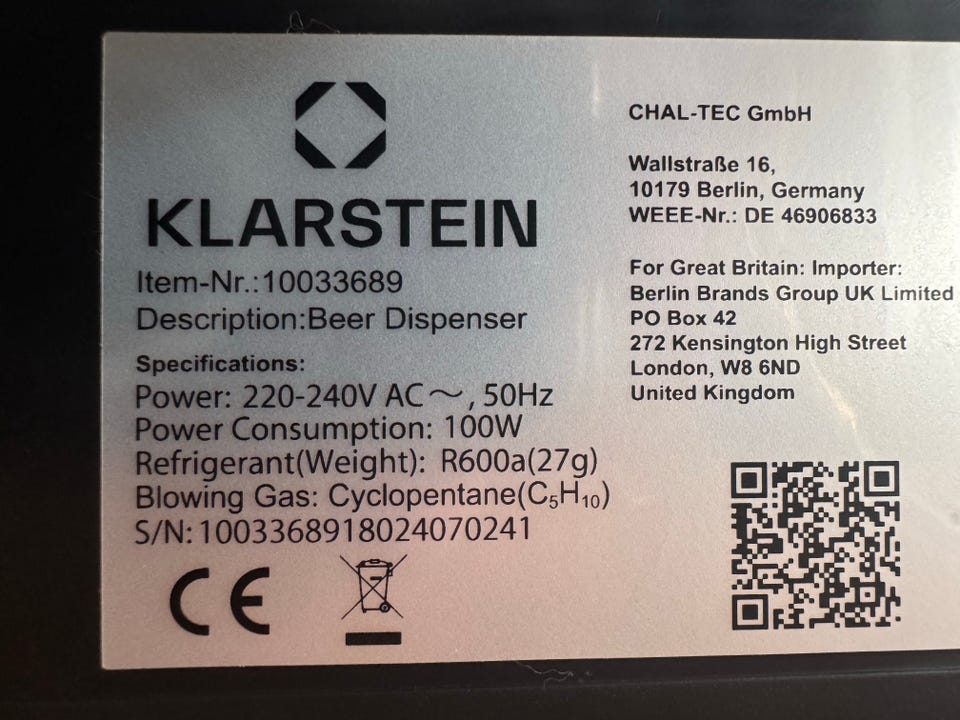 KLARSTEIN
Item-Nr.:10033689
Description:Beer Dispenser
Specifications:
Power: 220-240V AC～, 50Hz
Power Consumption: 100W
Refrigerant(Weight): R600a(27g)
Blowing Gas: Cyclopentane(C₅H₁₀)
S/N:1003368918024070241
CE
CHAL-TEC GmbH
Wallstraße 16,
10179 Berlin, Germany
WEEE-Nr.: DE 46906833
For Great Britain: Importer:
Berlin Brands Group UK Limited
PO Box 42
272 Kensington High Street
London, W8 6ND
United Kingdom